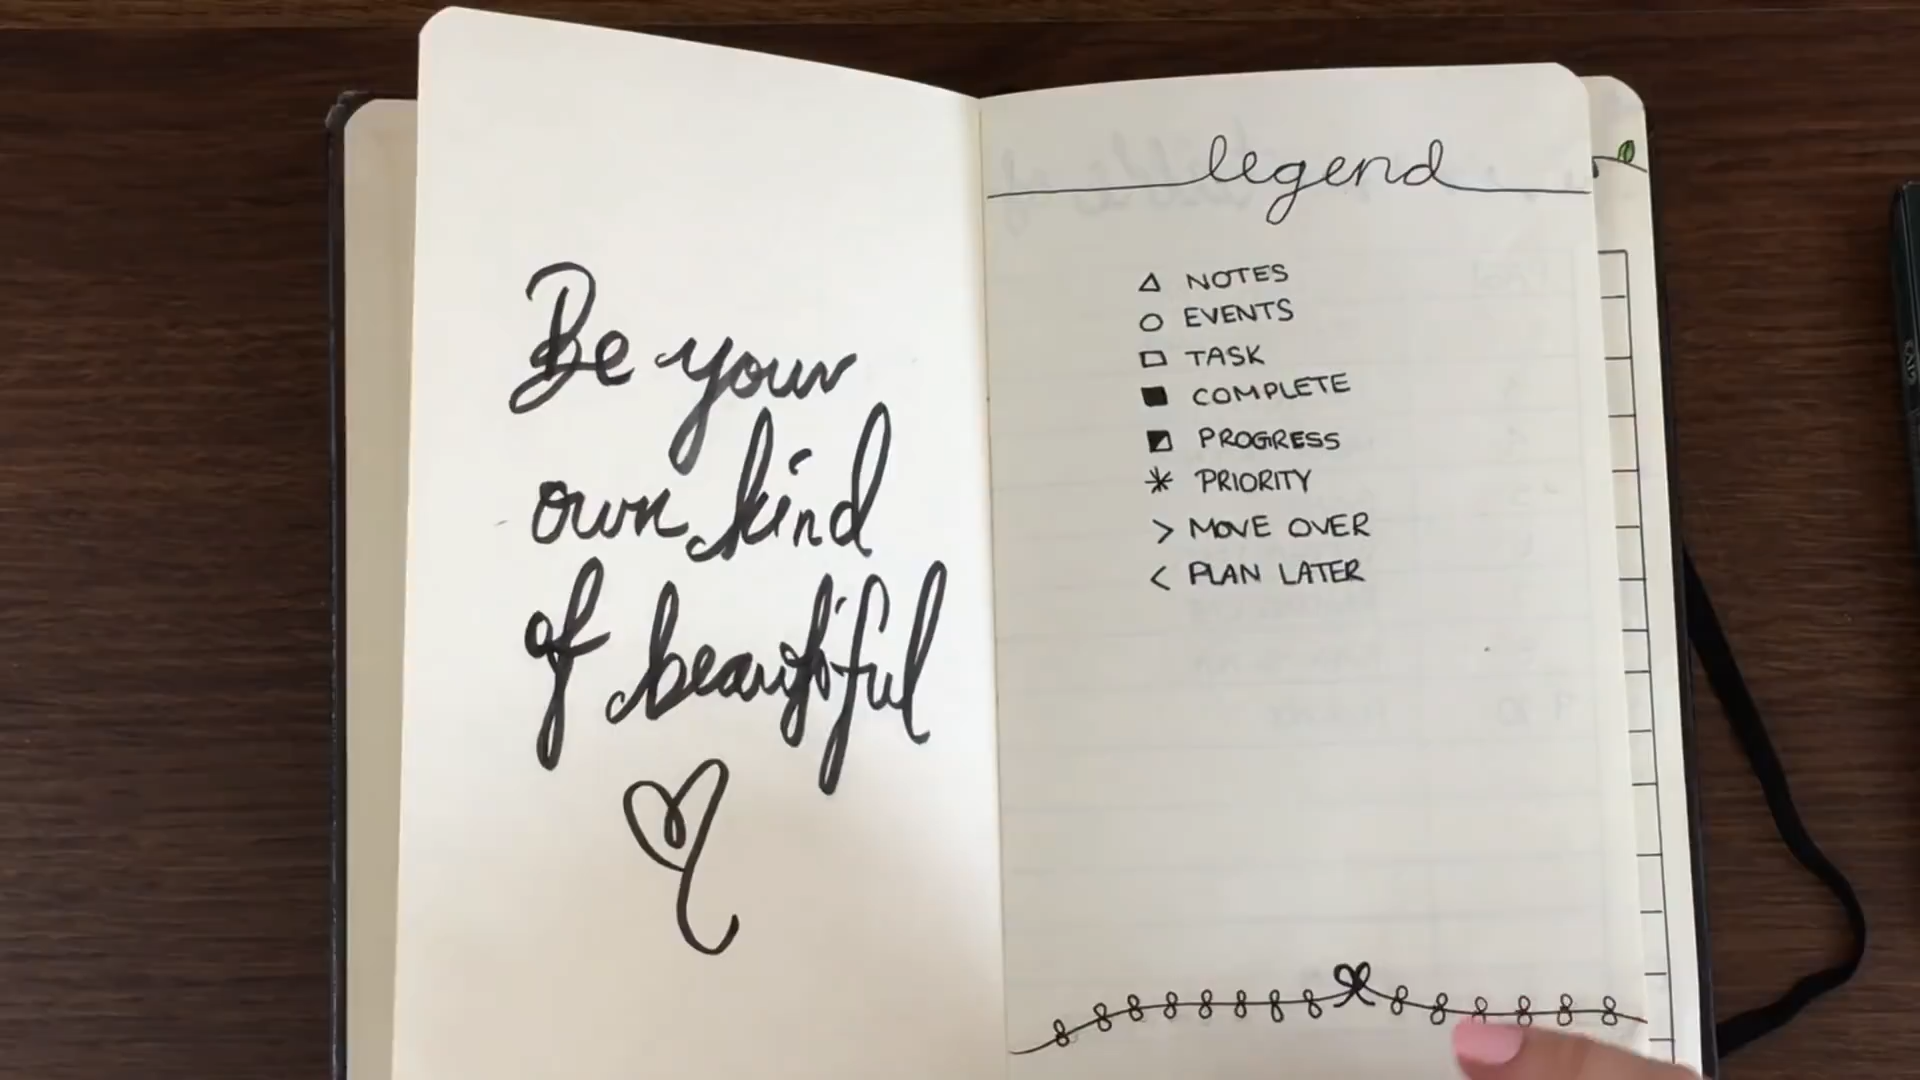 Be your
own kind
of beautiful
legend
△ NOTES
○ EVENTS
□ TASK
■ COMPLETE
◩ PROGRESS
* PRIORITY
> MOVE OVER
< PLAN LATER